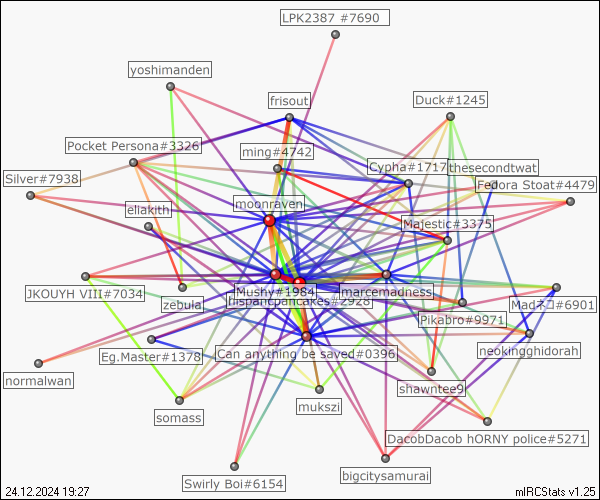 LPK2387 #7690
yoshimanden
frisout
Duck#1245
Pocket Persona#3326
ming#4742
Cypha#1717
thesecondtwat
Silver#7938
Fedora Stoat#4479
eliakith
moonraven
Majestic#3375
JKOUYH VIII#7034
zebula
Mushy#1984
marcemadness
Madネコ#6901
Pikabro#9971
Eg.Master#1378
Can anything be saved#0396
neokingghidorah
normalwan
shawntee9
somass
mukszi
DacobDacob hORNY police#5271
Swirly Boi#6154
bigcitysamurai
24.12.2024 19:27
mIRCStats v1.25